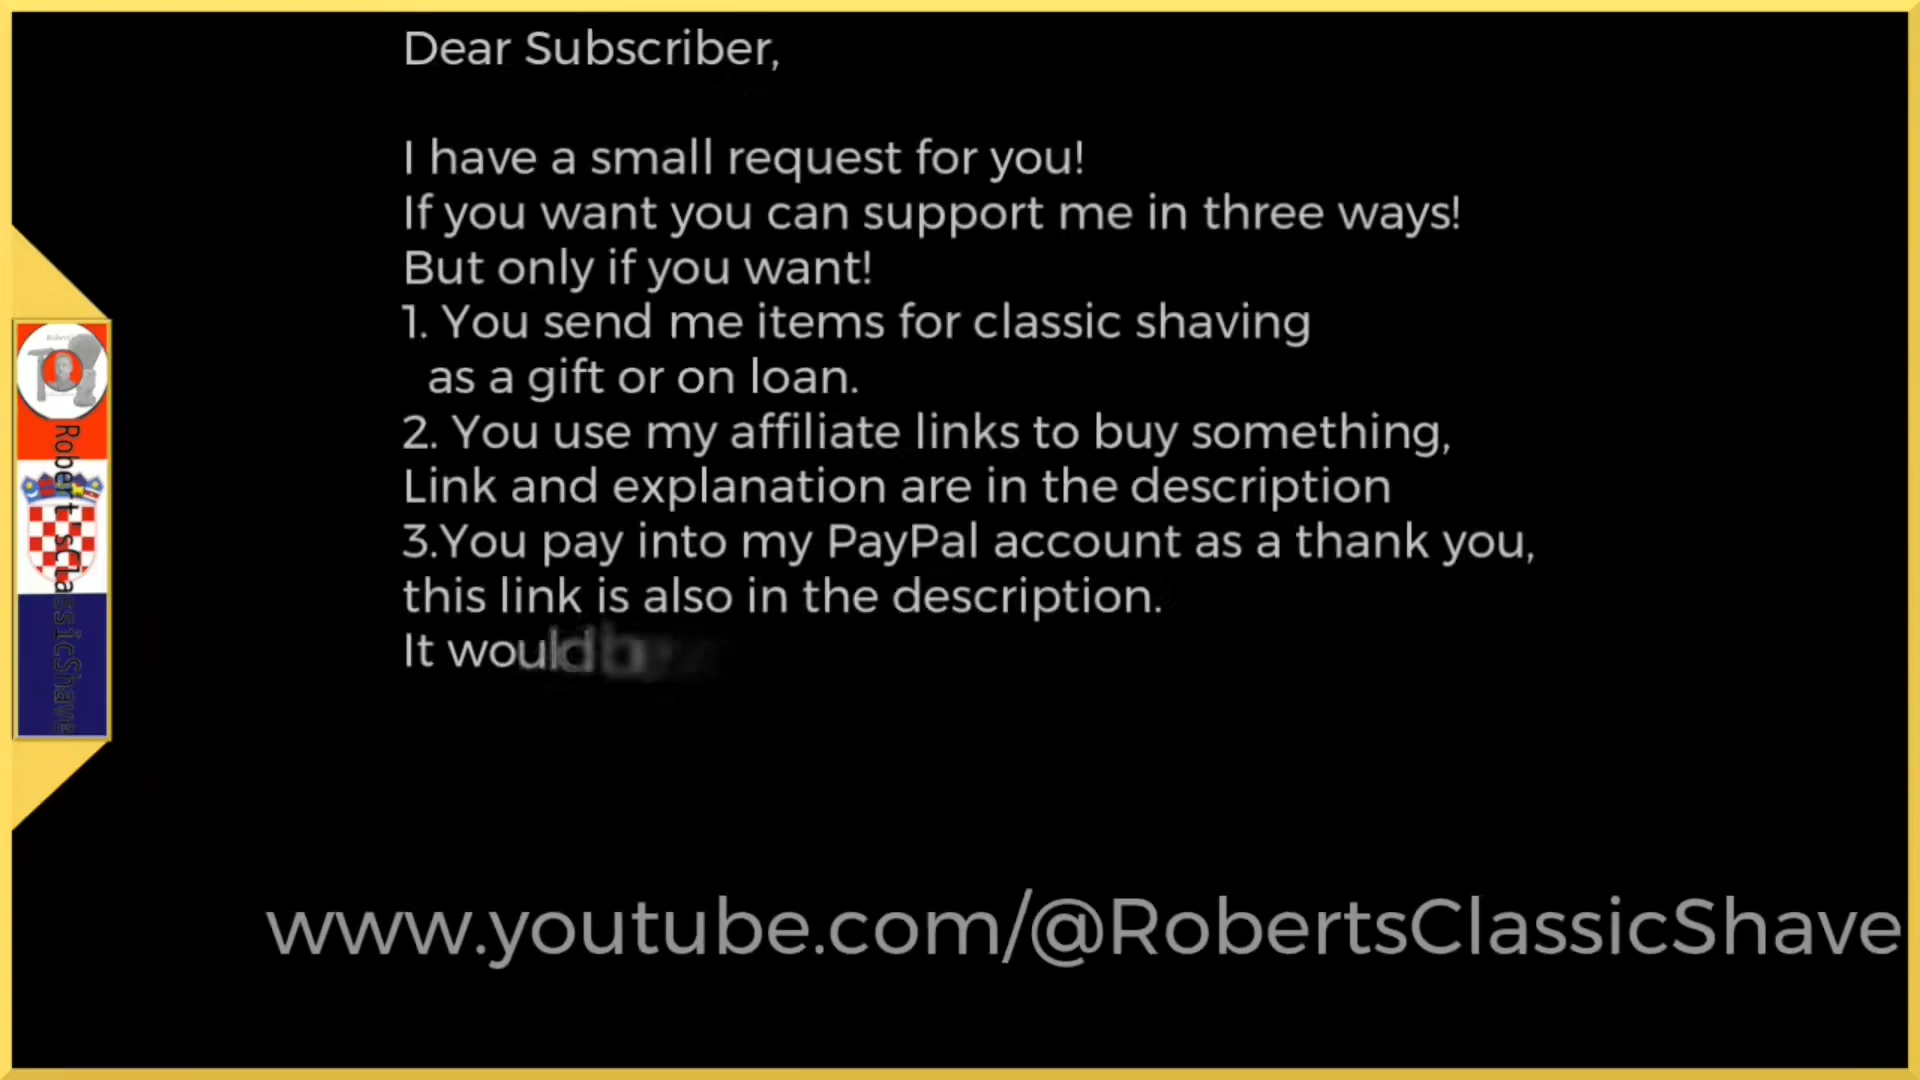 Dear Subscriber,
I have a small request for you!
If you want you can support me in three ways!
But only if you want!
1. You send me items for classic shaving
as a gift or on loan.
2. You use my affiliate links to buy something,
Link and explanation are in the description
3.You pay into my PayPal account as a thank you,
this link is also in the description.
It would
Robert'sClassicShave
www.youtube.com/@RobertsClassicShave